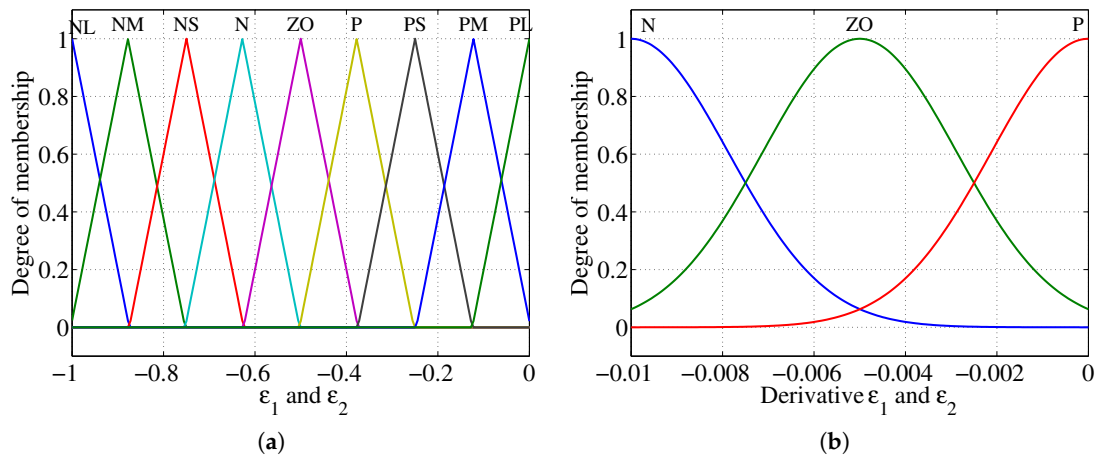 NL NM NS N ZO P PS PM PL
1
0.8
0.6
0.4
0.2
0
Degree of membership
−1 −0.8 −0.6 −0.4 −0.2 0
ε1 and ε2
(a)
N ZO P
1
0.8
0.6
0.4
0.2
0
Degree of membership
−0.01 −0.008 −0.006 −0.004 −0.002 0
Derivative ε1 and ε2
(b)